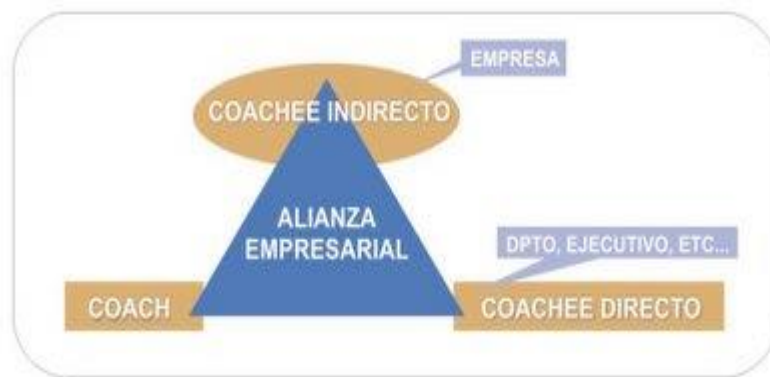 EMPRESA
COACHEE INDIRECTO
ALIANZA
EMPRESARIAL
DPTO, EJECUTIVO, ETC...
COACH
COACHEE DIRECTO